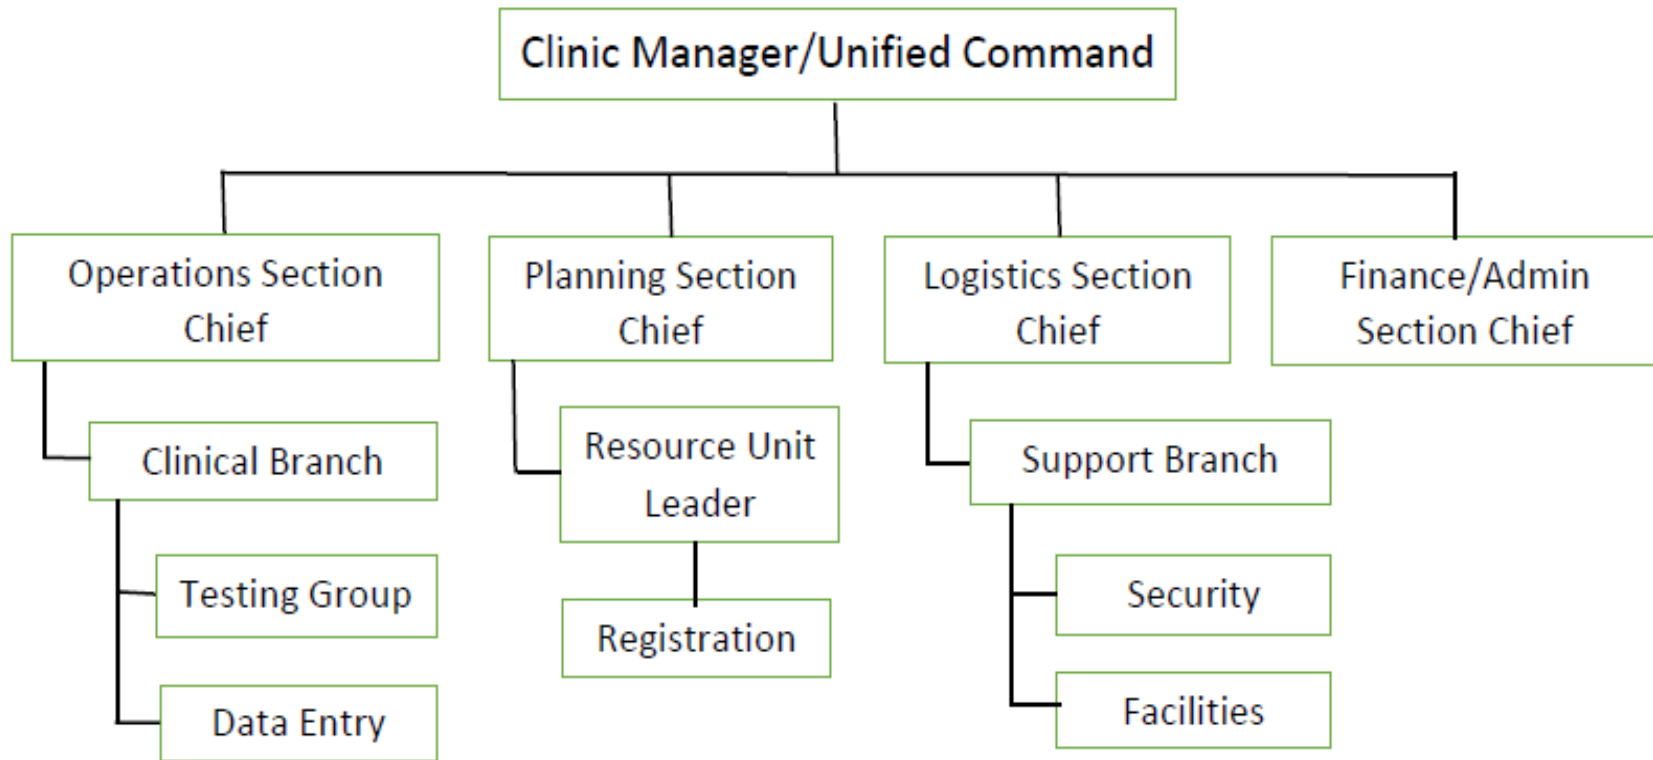 Clinic Manager/Unified Command
Operations Section
Chief
Planning Section
Chief
Logistics Section
Chief
Finance/Admin
Section Chief
Clinical Branch
Testing Group
Data Entry
Resource Unit
Leader
Registration
Support Branch
Security
Facilities